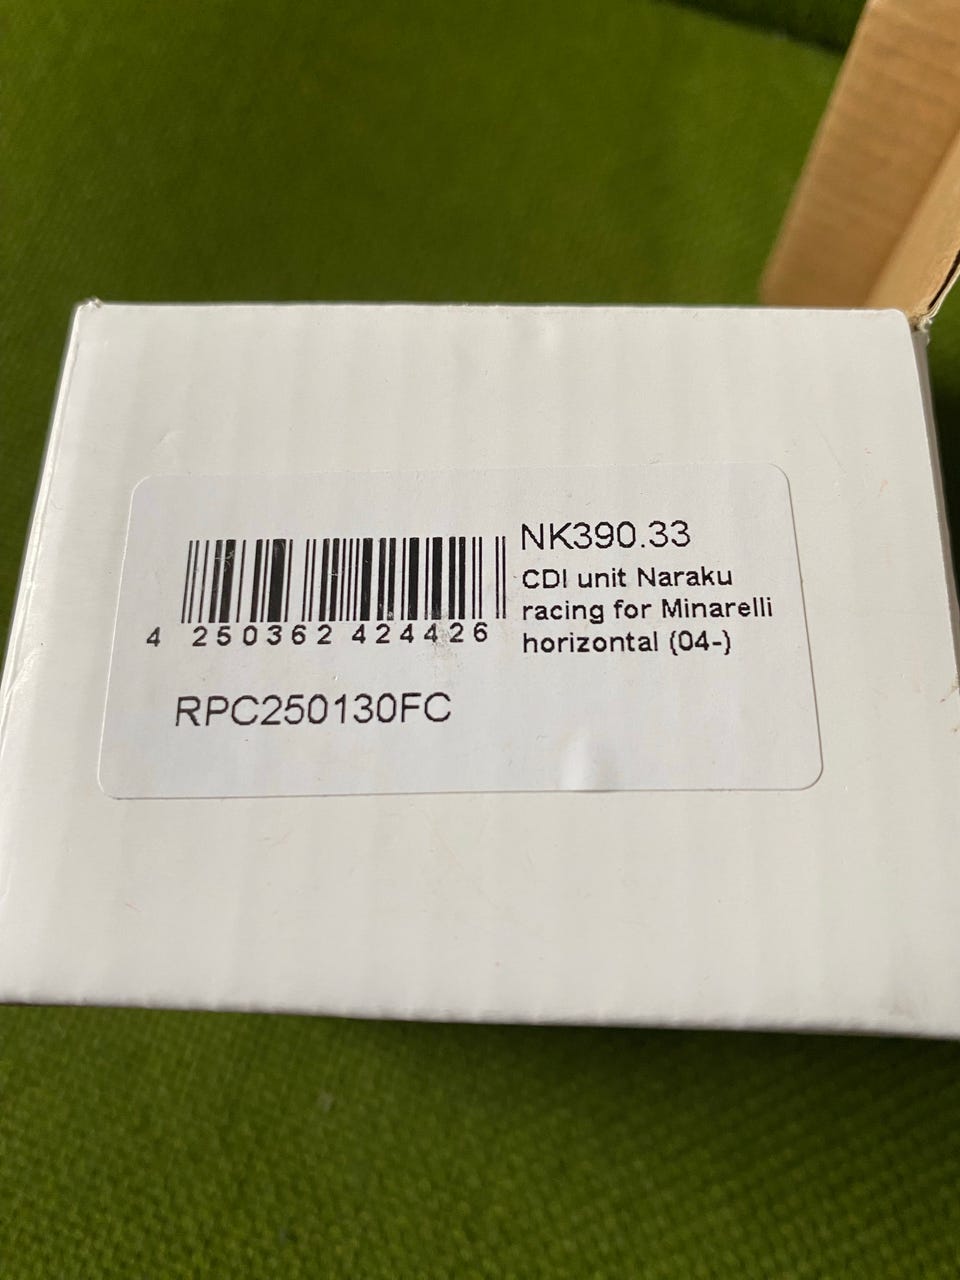 NK390.33
CDI unit Naraku
racing for Minarelli
horizontal (04-)
4 250362 424426
RPC250130FC